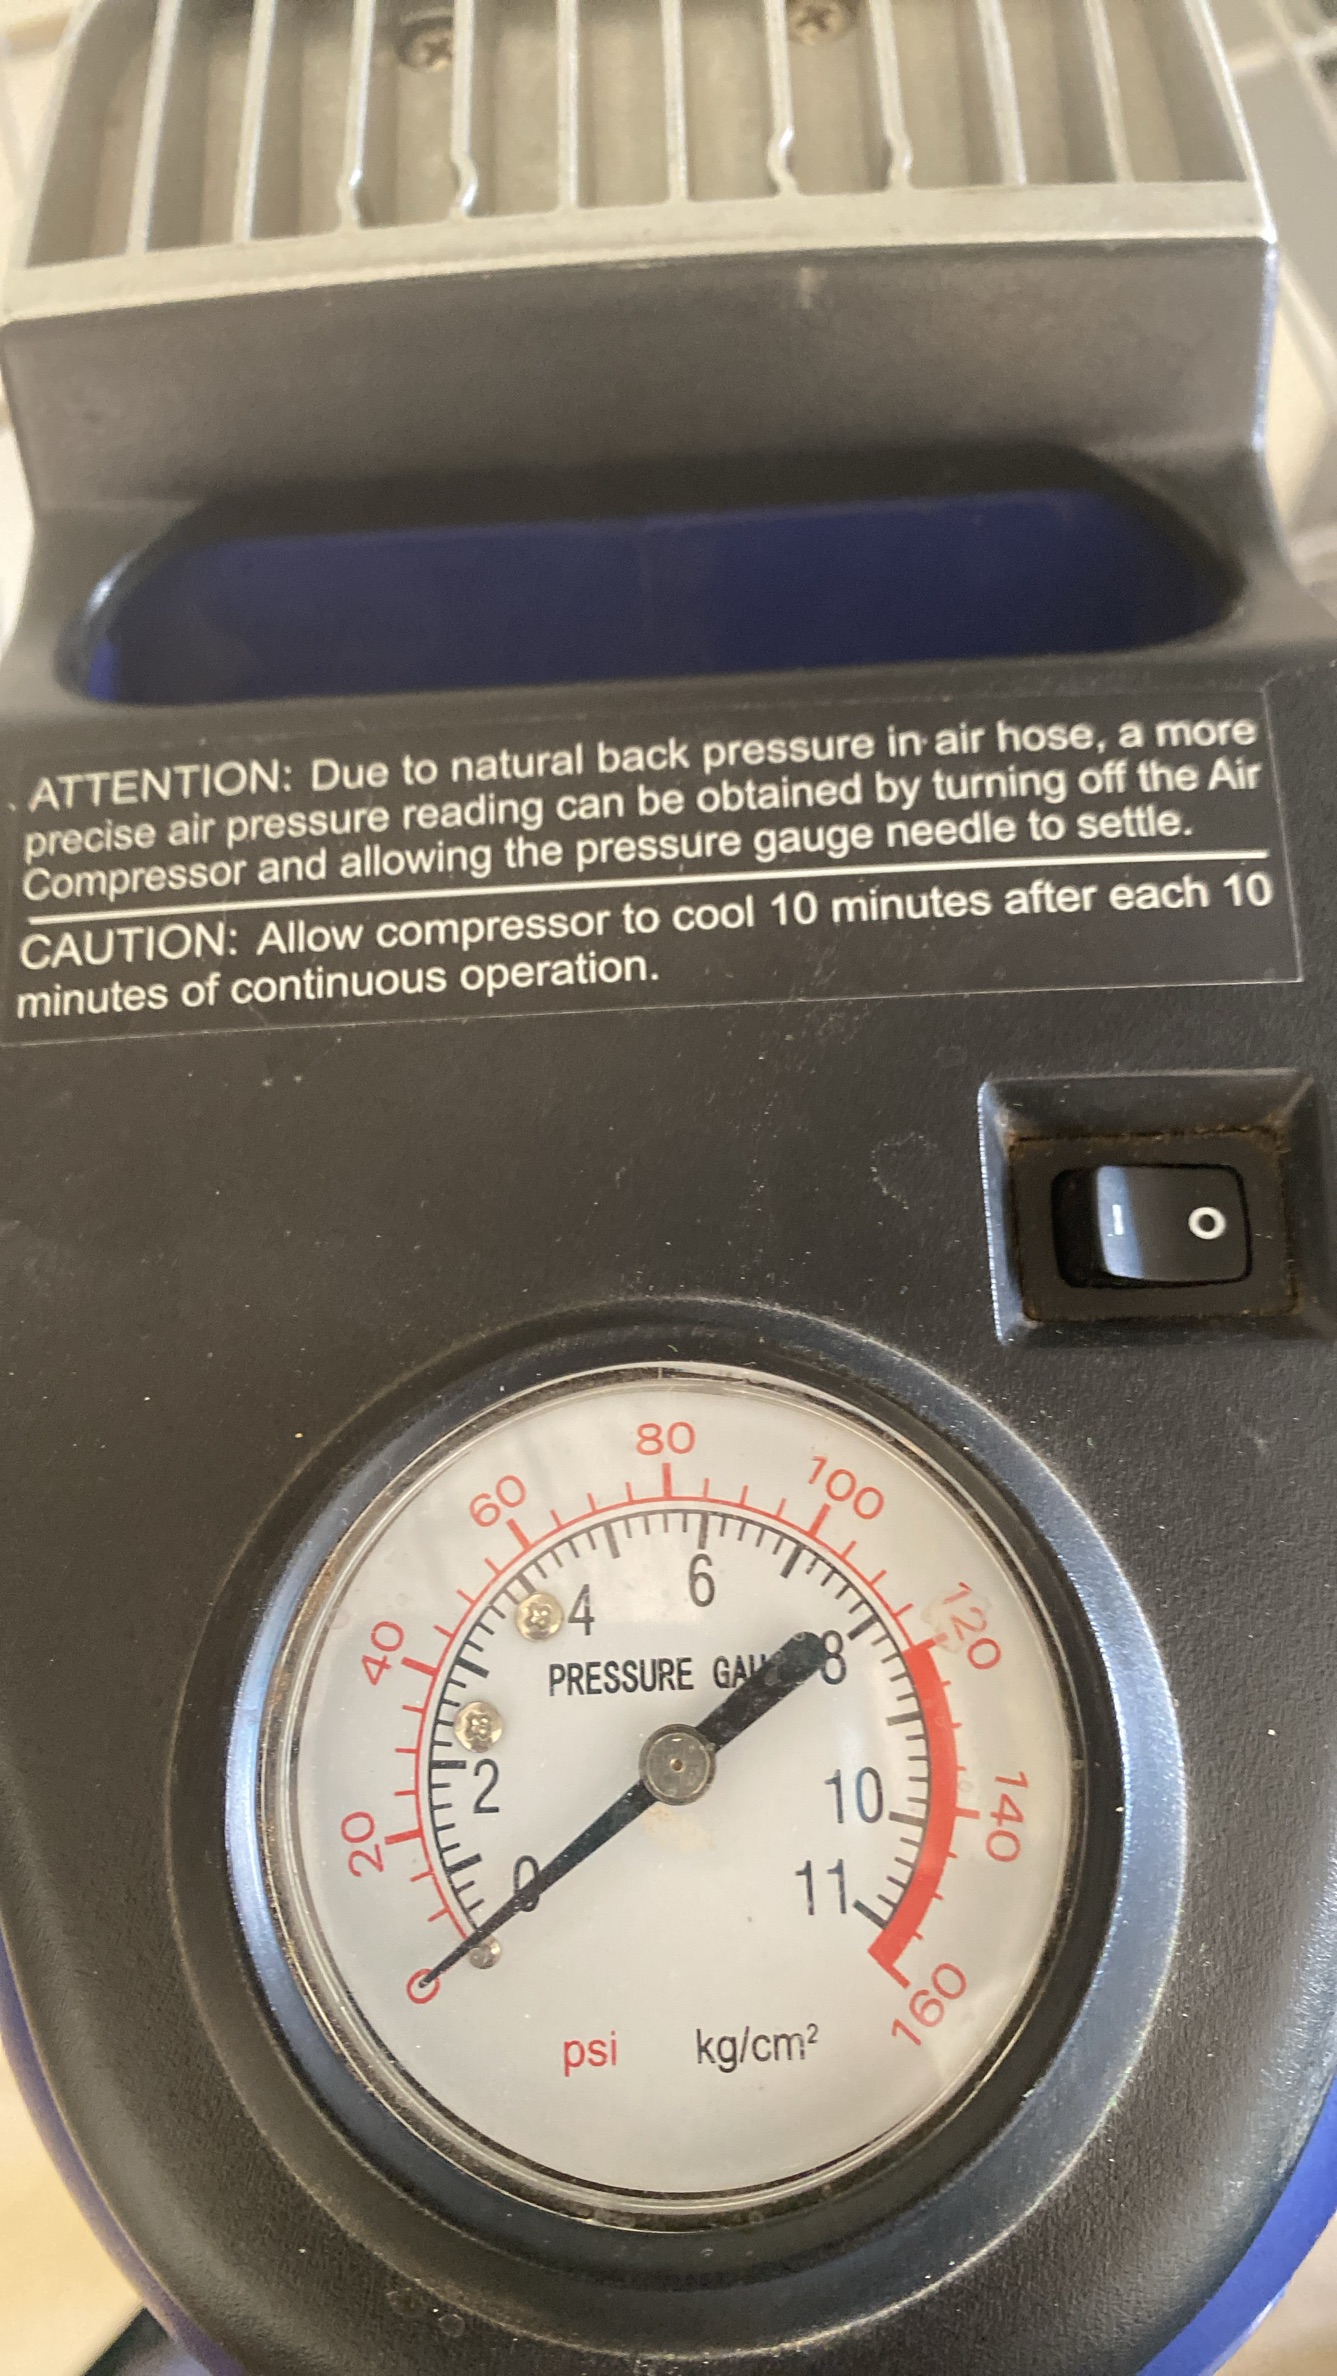 ATTENTION: Due to natural back pressure in air hose, a more
precise air pressure reading can be obtained by turning off the Air
Compressor and allowing the pressure gauge needle to settle.
CAUTION: Allow compressor to cool 10 minutes after each 10
minutes of continuous operation.
O
80
60
100
40
120
20
140
0
160
4
6
2
8
0
10
11
PRESSURE GAU
psi kg/cm²